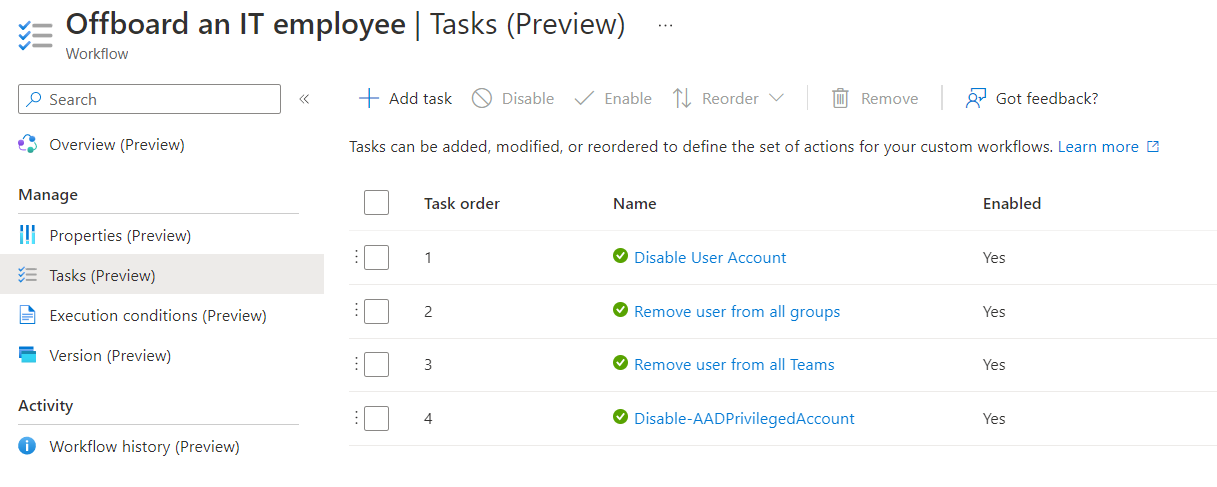 Offboard an IT employee | Tasks (Preview) ...
Workflow
Search
«
Overview (Preview)
Manage
Properties (Preview)
Tasks (Preview)
Execution conditions (Preview)
Version (Preview)
Activity
Workflow history (Preview)
Add task Disable Enable Reorder Remove Got feedback?
Tasks can be added, modified, or reordered to define the set of actions for your custom workflows. Learn more
Task order Name Enabled
1 Disable User Account Yes
2 Remove user from all groups Yes
3 Remove user from all Teams Yes
4 Disable-AADPrivilegedAccount Yes